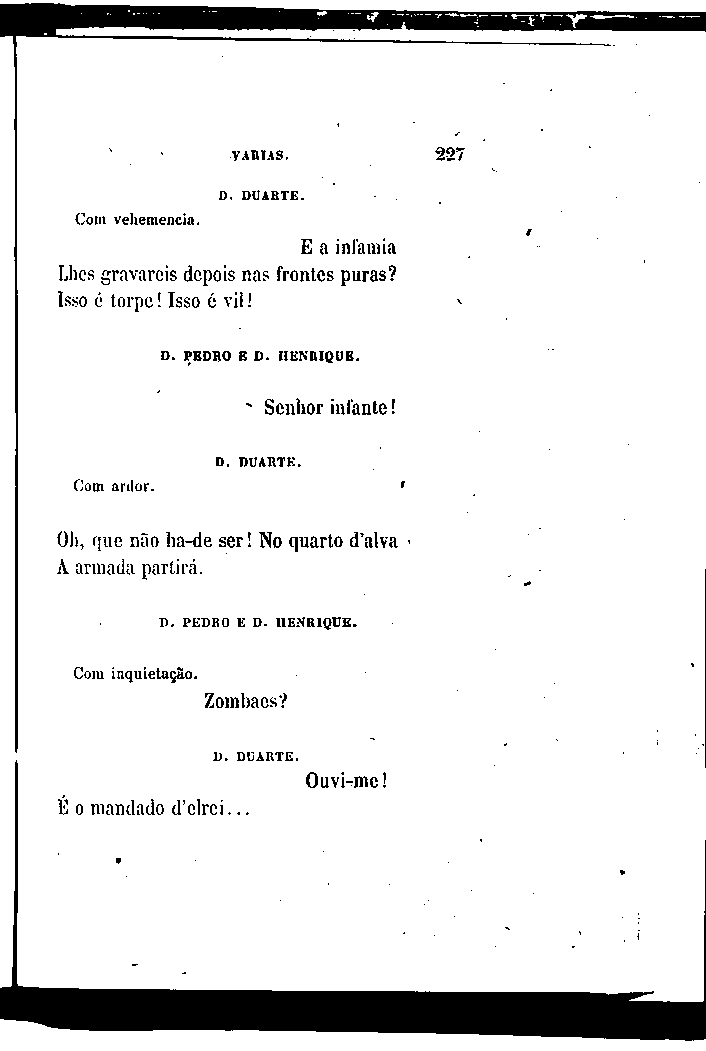 VARIAS. 227
D. DUARTE.
Com vehemencia.
E a infamia
Lhes gravareis depois nas frontes puras?
Isso é torpe! Isso é vil!
D. PEDRO E D. HENRIQUE.
Senhor infante!
D. DUARTE.
Com ardor.
Oh, que não ha-de ser! No quarto d'alva
A armada partirá.
D. PEDRO E D. HENRIQUE.
Com inquietação.
Zombaes?
D. DUARTE.
Ouvi-me!
É o mandado d'elrei...